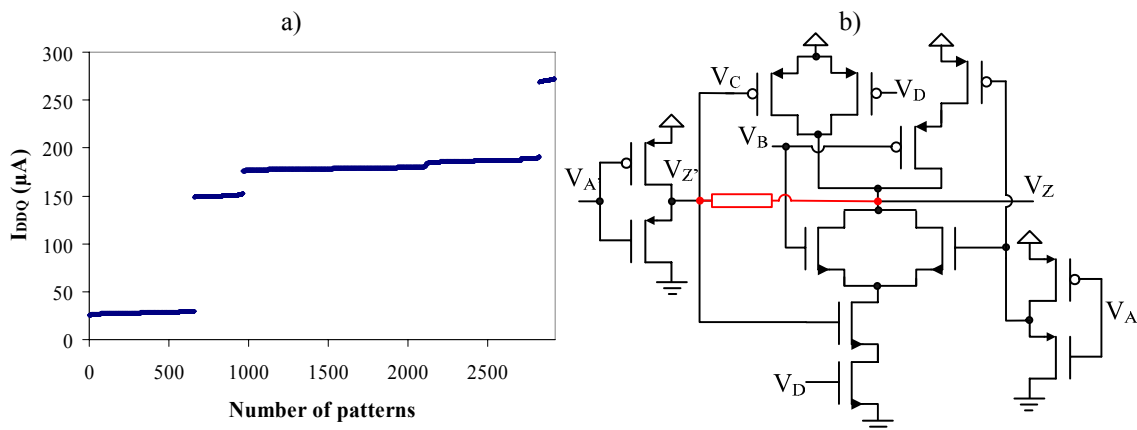 a)
300
250
200
150
100
50
0
IDDQ (µA)
0
500
1000
1500
2000
2500
Number of patterns
b)
VC
VD
VB
VA'
VZ'
VZ
VA
VD